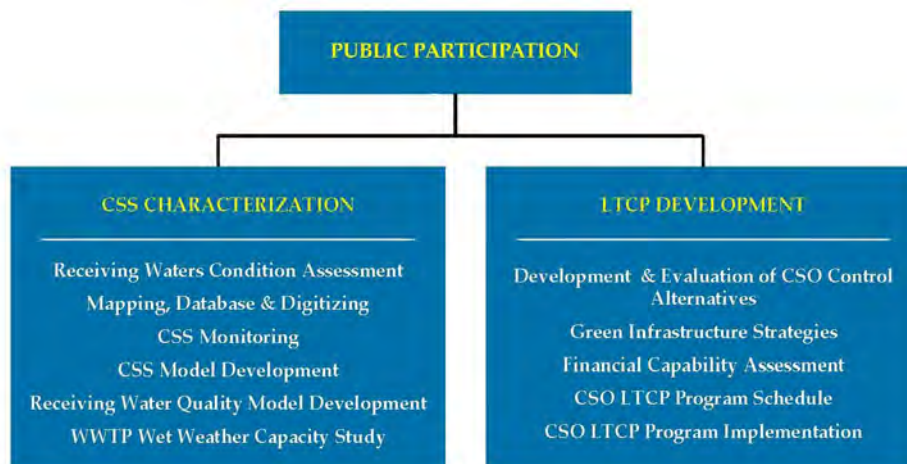 PUBLIC PARTICIPATION
CSS CHARACTERIZATION
Receiving Waters Condition Assessment
Mapping, Database & Digitizing
CSS Monitoring
CSS Model Development
Receiving Water Quality Model Development
WWTP Wet Weather Capacity Study
LTCP DEVELOPMENT
Development & Evaluation of CSO Control
Alternatives
Green Infrastructure Strategies
Financial Capability Assessment
CSO LTCP Program Schedule
CSO LTCP Program Implementation